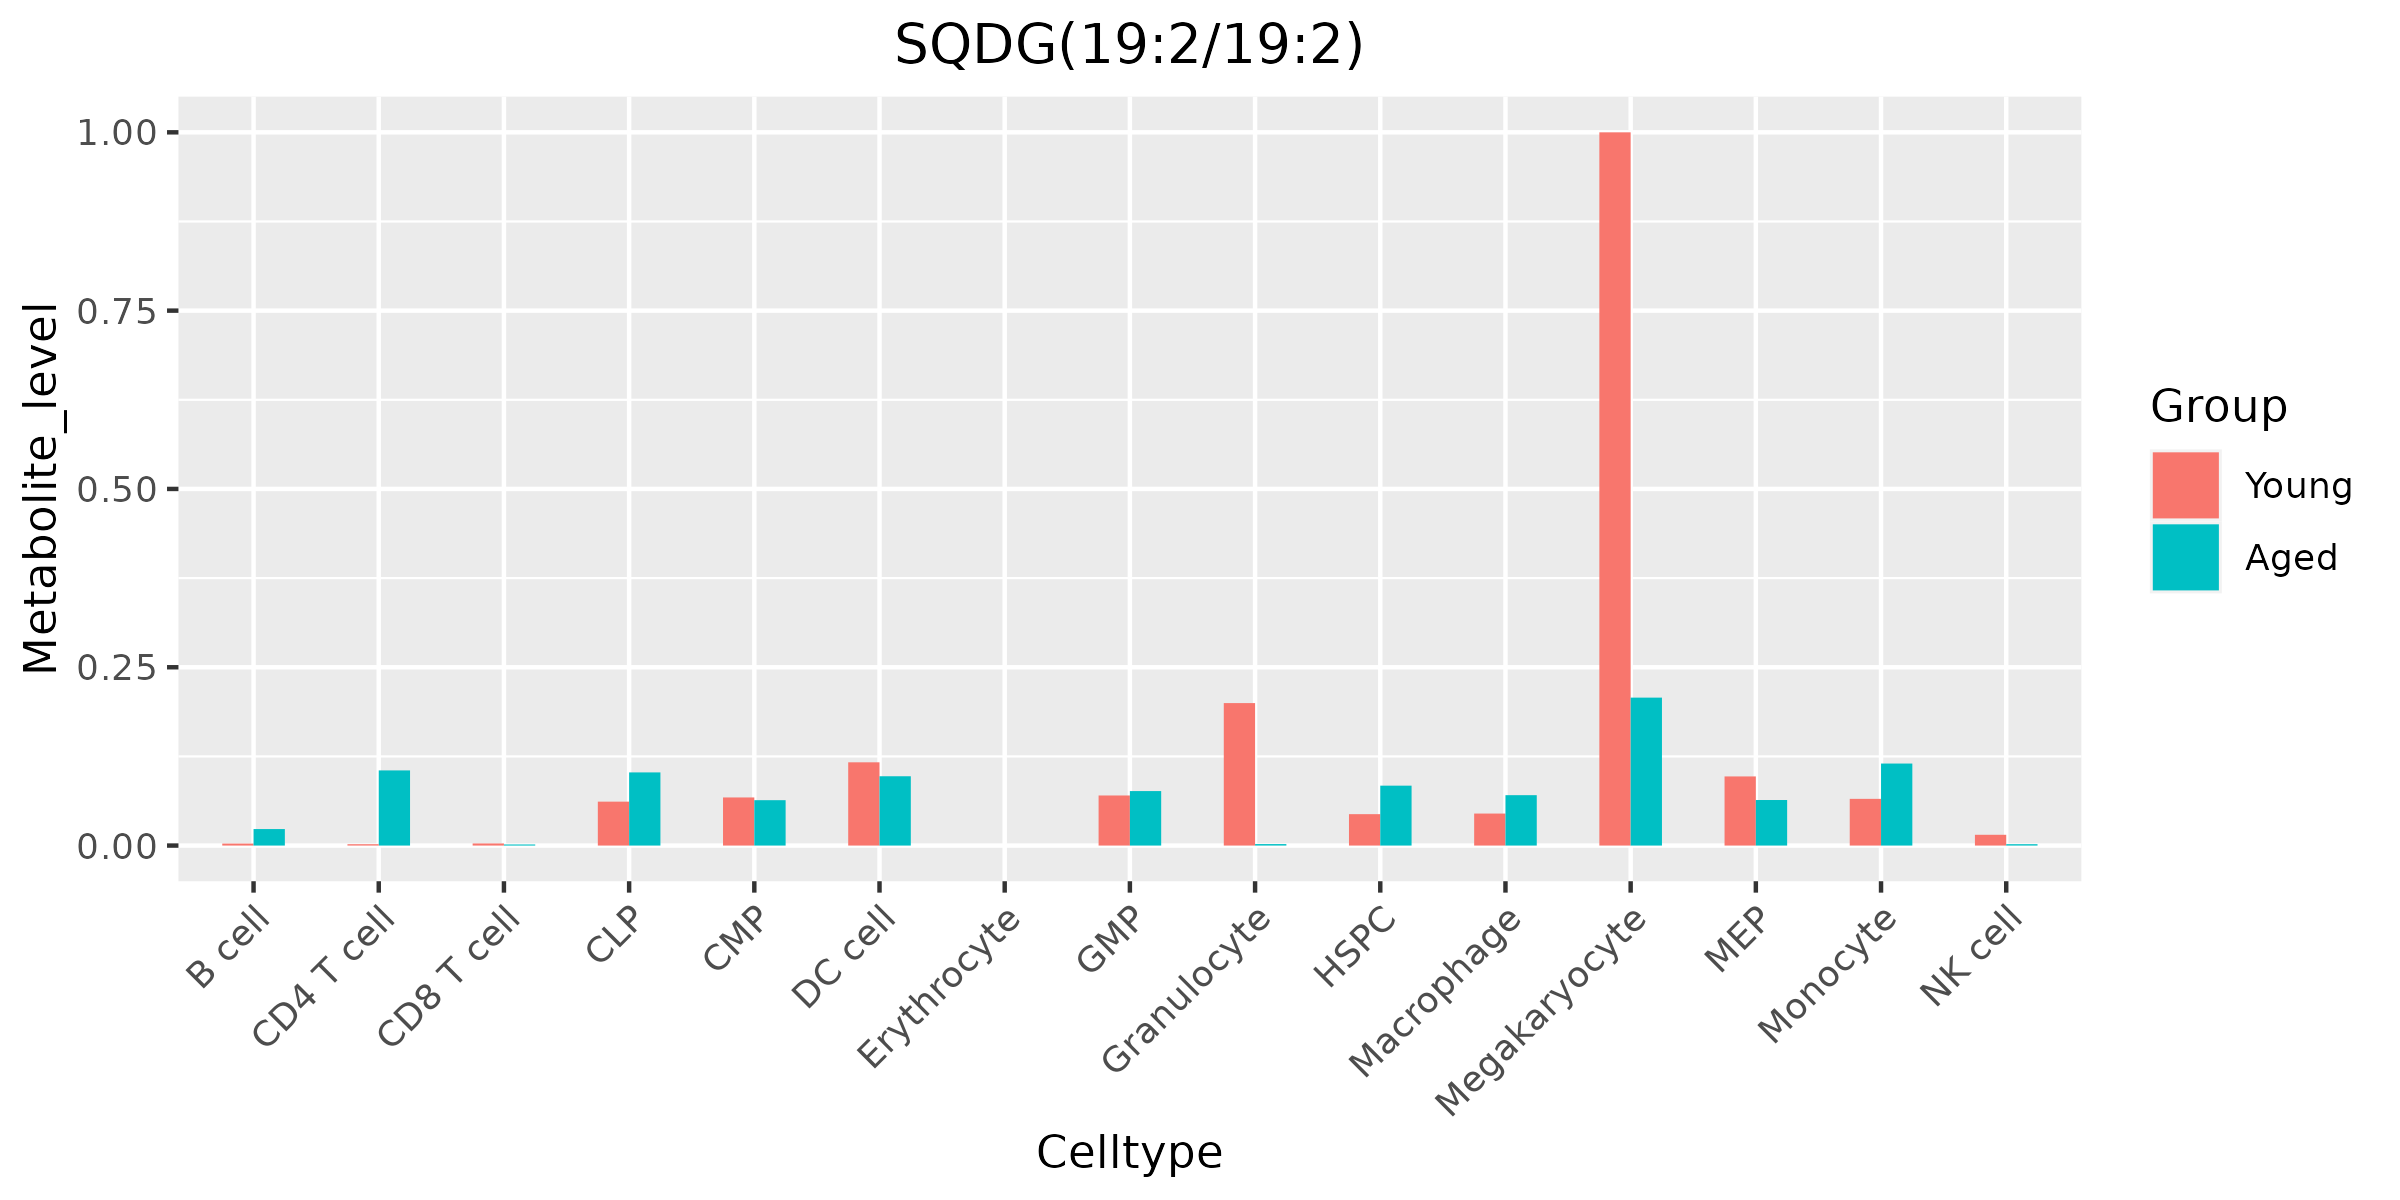 SQDG(19:2/19:2)
Metabolite_level
1.00
0.75
0.50
0.25
0.00
B cell
CD4 T cell
CD8 T cell
CLP
CMP
DC cell
Erythrocyte
GMP
Granulocyte
HSPC
Macrophage
Megakaryocyte
MEP
Monocyte
NK cell
Celltype
Group
Young
Aged